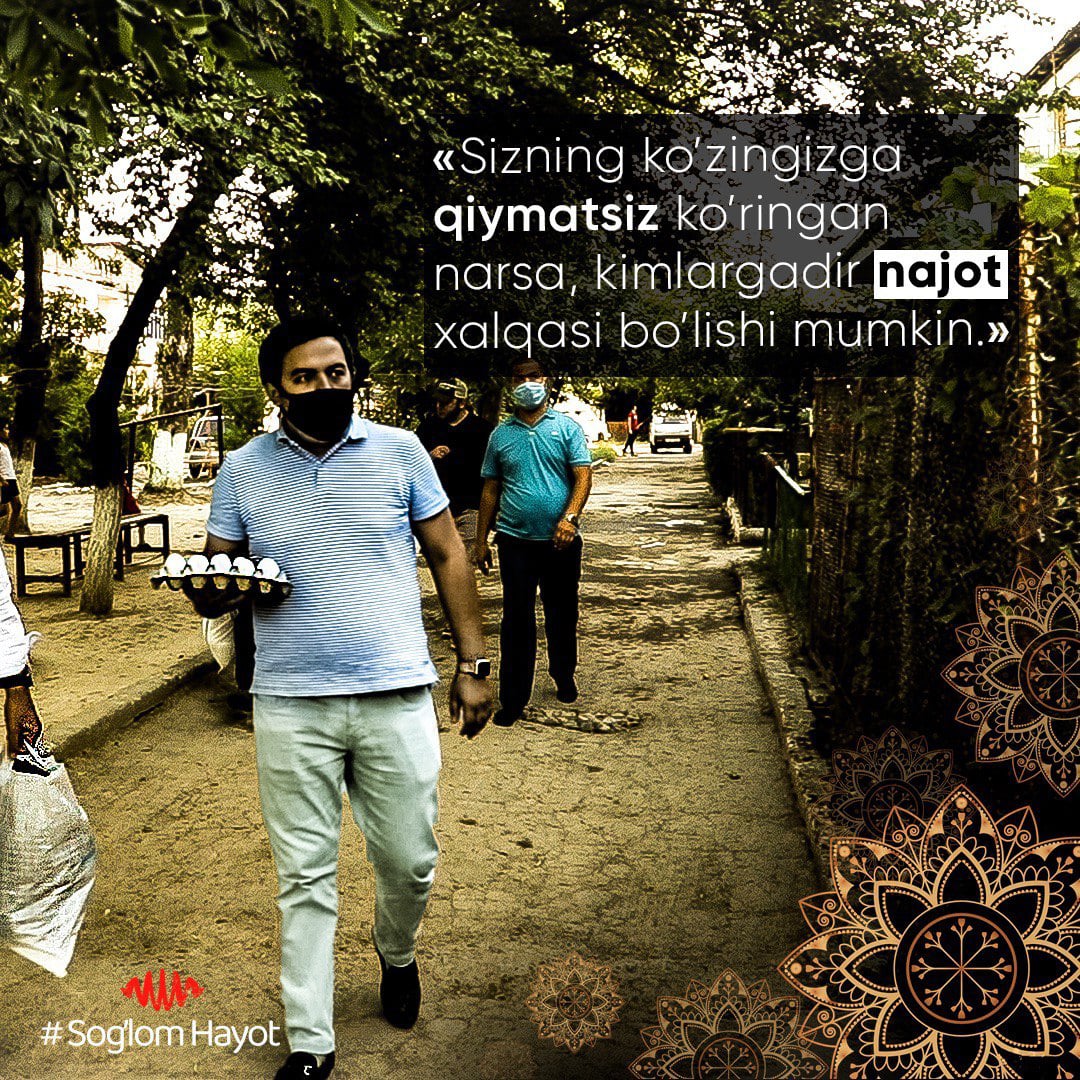 «Sizning ko'zingizga
qiymatsiz ko'ringan
narsa, kimlargadir najot
xalqasi bo'lishi mumkin.»
# Sog'lom Hayot